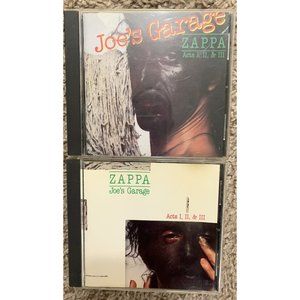 Joe's Garage
ZAPPA
Acts I, II, & III
ZAPPA
Joe's Garage
Acts I, II, & III